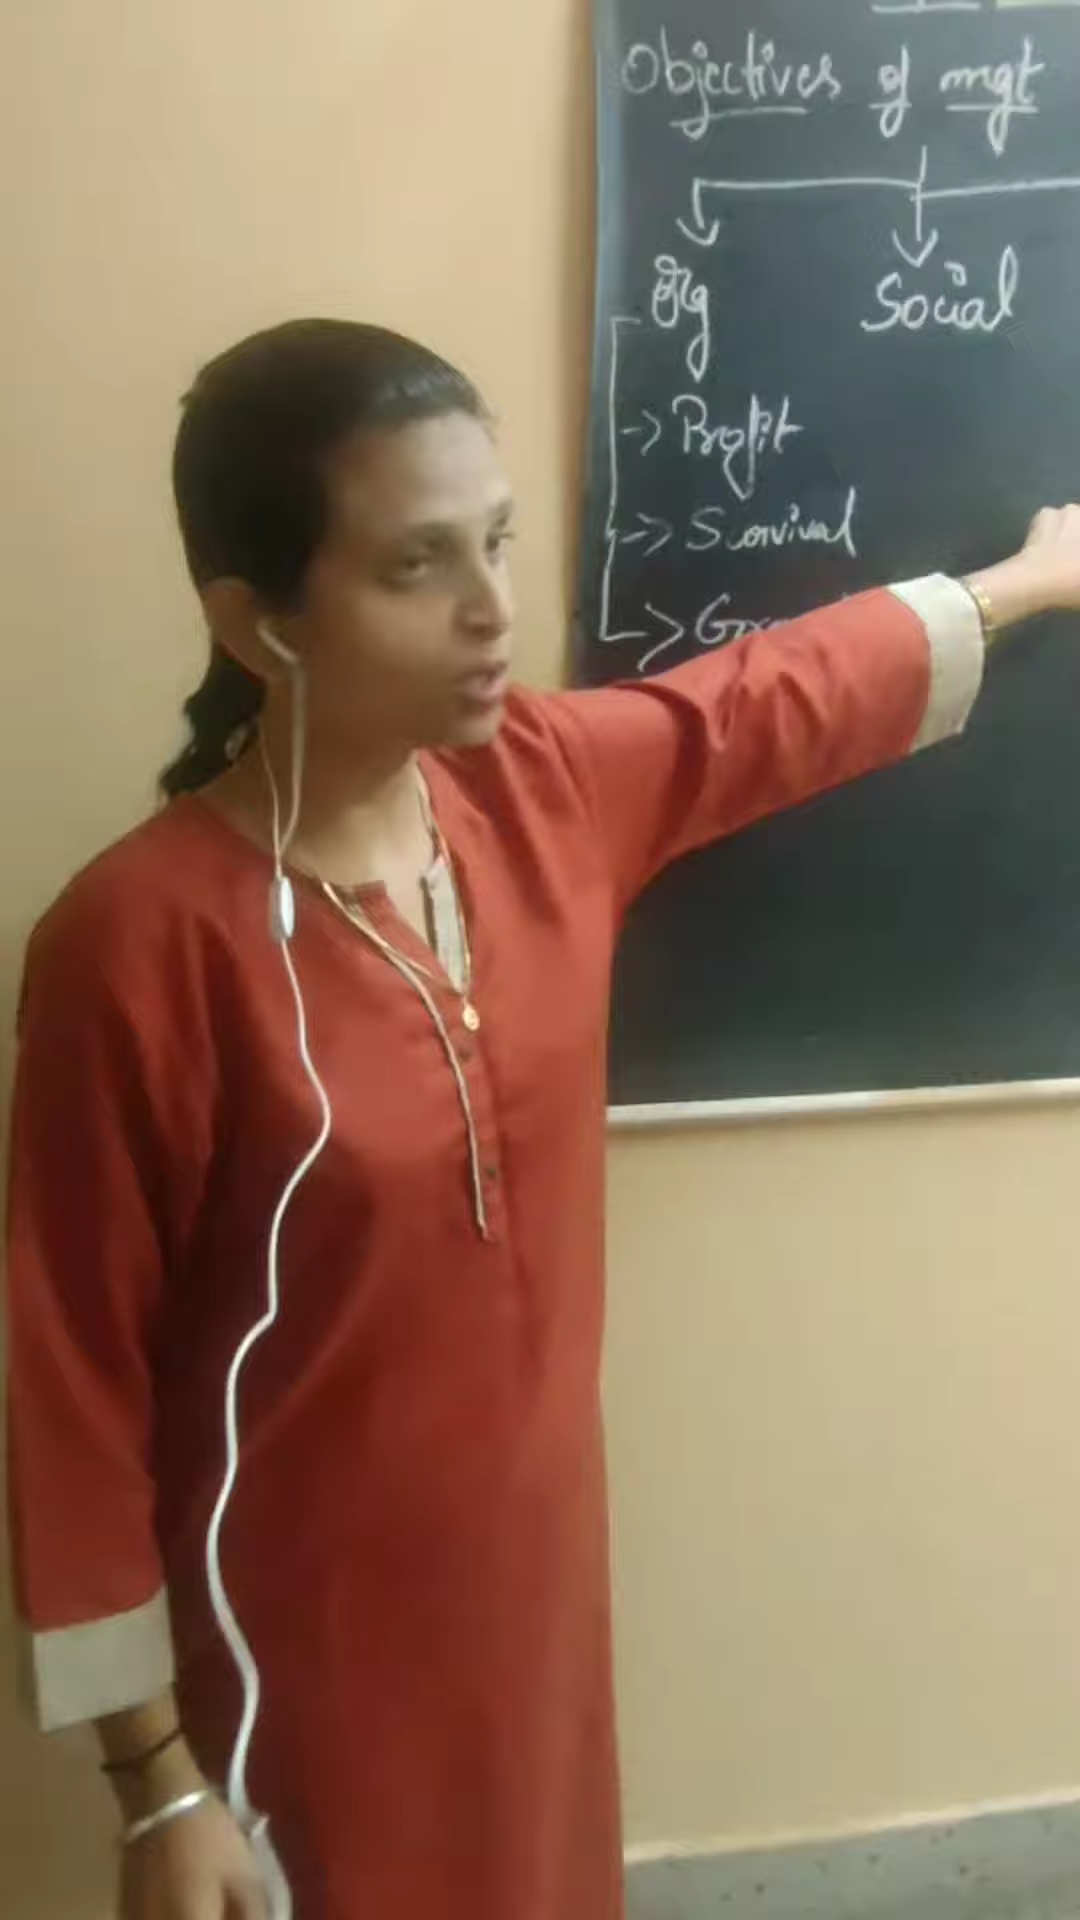 Objectives of mgt
Org Social
-> Profit
-> Survival
->